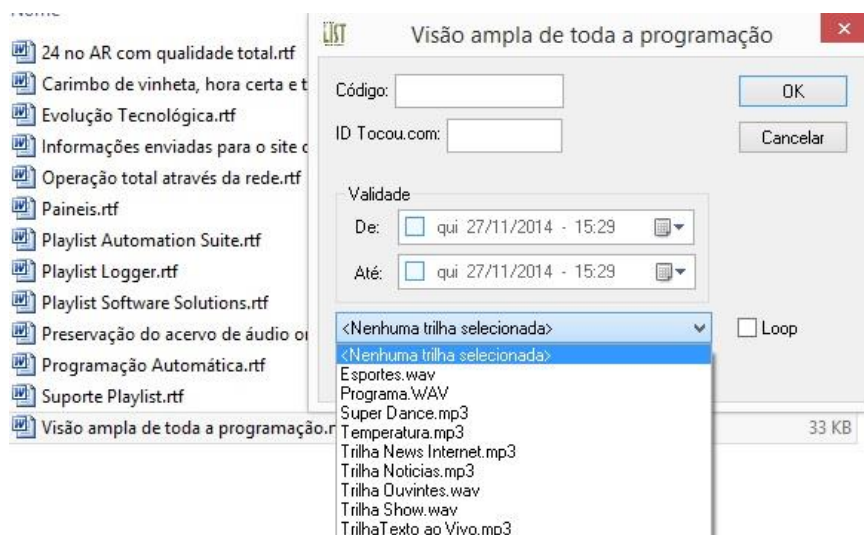 24 no AR com qualidade total.rtf
Carimbo de vinheta, hora certa e t
Evolução Tecnológica.rtf
Informações enviadas para o site
Operação total através da rede.rtf
Paineis.rtf
Playlist Automation Suite.rtf
Playlist Logger.rtf
Playlist Software Solutions.rtf
Preservação do acervo de áudio
Programação Automática.rtf
Suporte Playlist.rtf
Visão ampla de toda a programação.r
33 KB
LIST
Visão ampla de toda a programação
Código:
OK
ID Tocou.com:
Cancelar
Validade
De: qui 27/11/2014 - 15:29
Até: qui 27/11/2014 - 15:29
<Nenhuma trilha selecionada>
Loop
<Nenhuma trilha selecionada>
Esportes.wav
Programa.WAV
Super Dance.mp3
Temperatura.mp3
Trilha News Internet.mp3
Trilha Noticias.mp3
Trilha Ouvintes.wav
Trilha Show.wav
TrilhaTexto ao Vivo.mp3